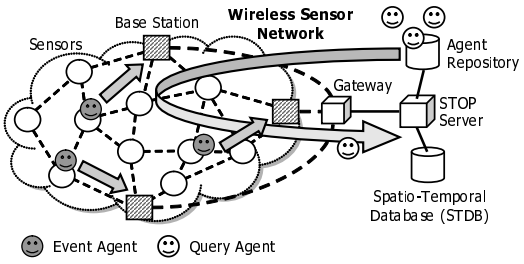 Wireless Sensor
Network
Base Station
Sensors
Agent
Repository
Gateway
STOP
Server
Spatio-Temporal
Database (STDB)
Event Agent
Query Agent